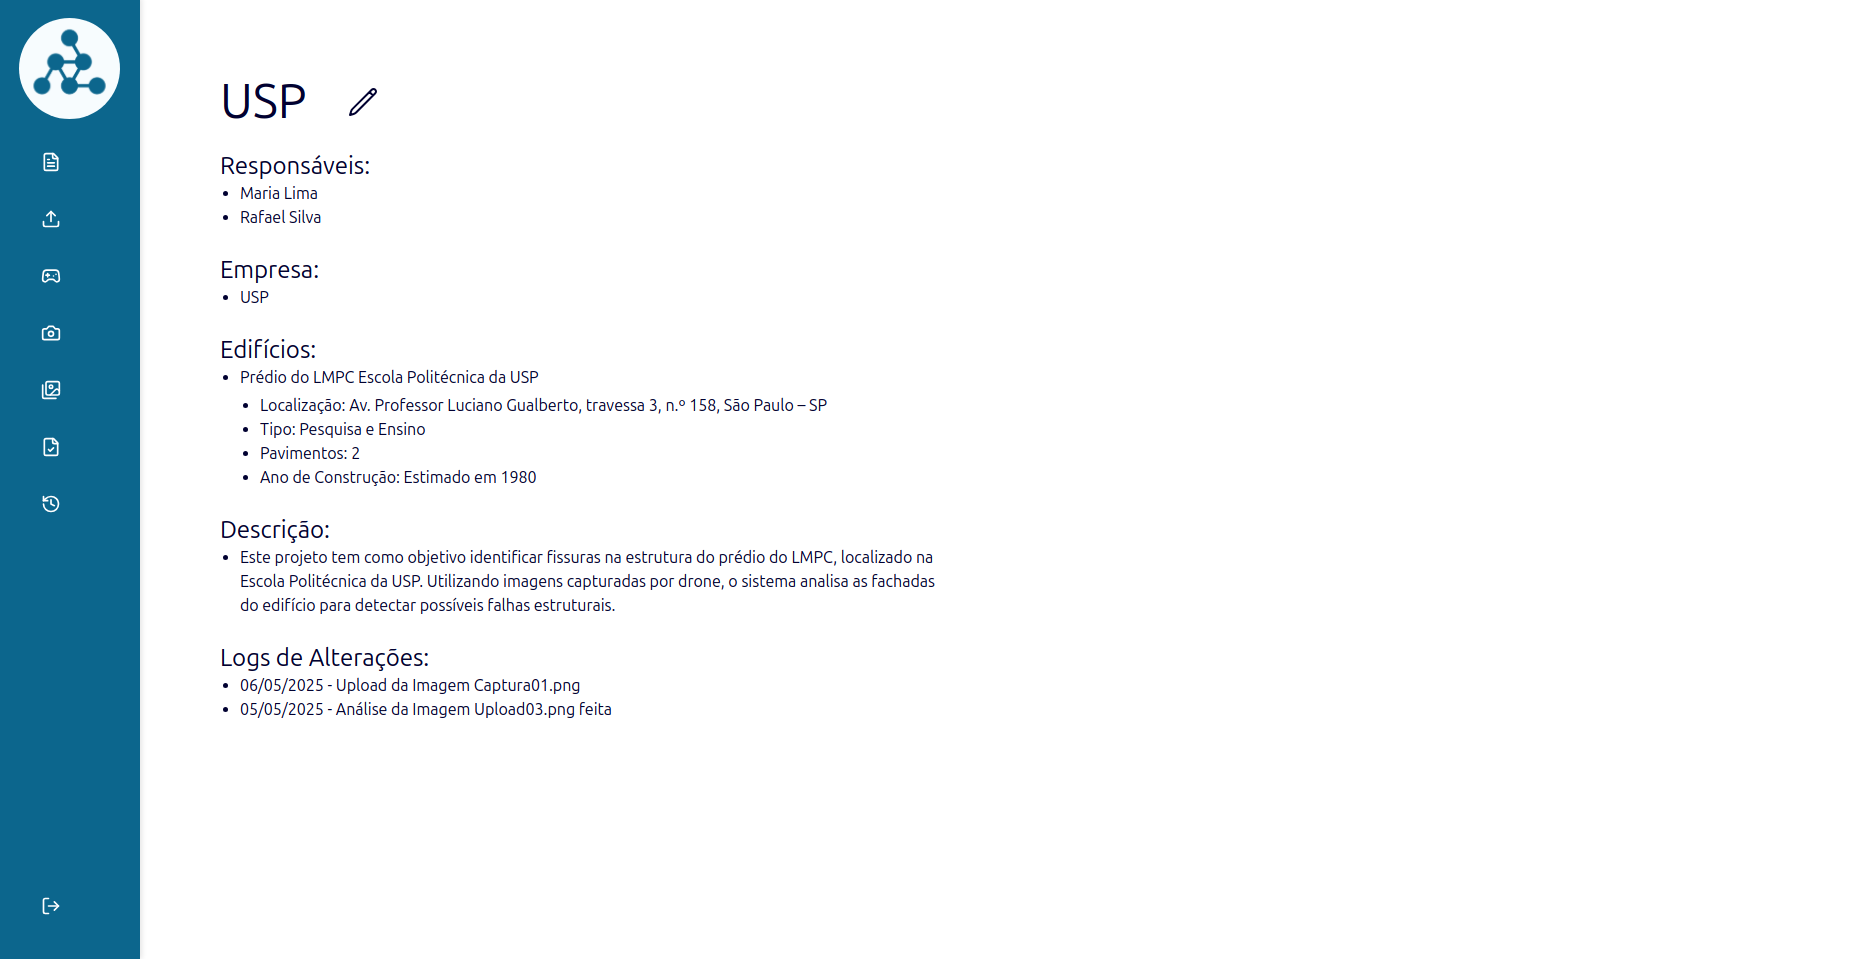 USP
Responsáveis:
Maria Lima
Rafael Silva
Empresa:
USP
Edifícios:
Prédio do LMPC Escola Politécnica da USP
Localização: Av. Professor Luciano Gualberto, travessa 3, n.º 158, São Paulo – SP
Tipo: Pesquisa e Ensino
Pavimentos: 2
Ano de Construção: Estimado em 1980
Descrição:
Este projeto tem como objetivo identificar fissuras na estrutura do prédio do LMPC, localizado na
Escola Politécnica da USP. Utilizando imagens capturadas por drone, o sistema analisa as fachadas
do edifício para detectar possíveis falhas estruturais.
Logs de Alterações:
06/05/2025 - Upload da Imagem Captura01.png
05/05/2025 - Análise da Imagem Upload03.png feita